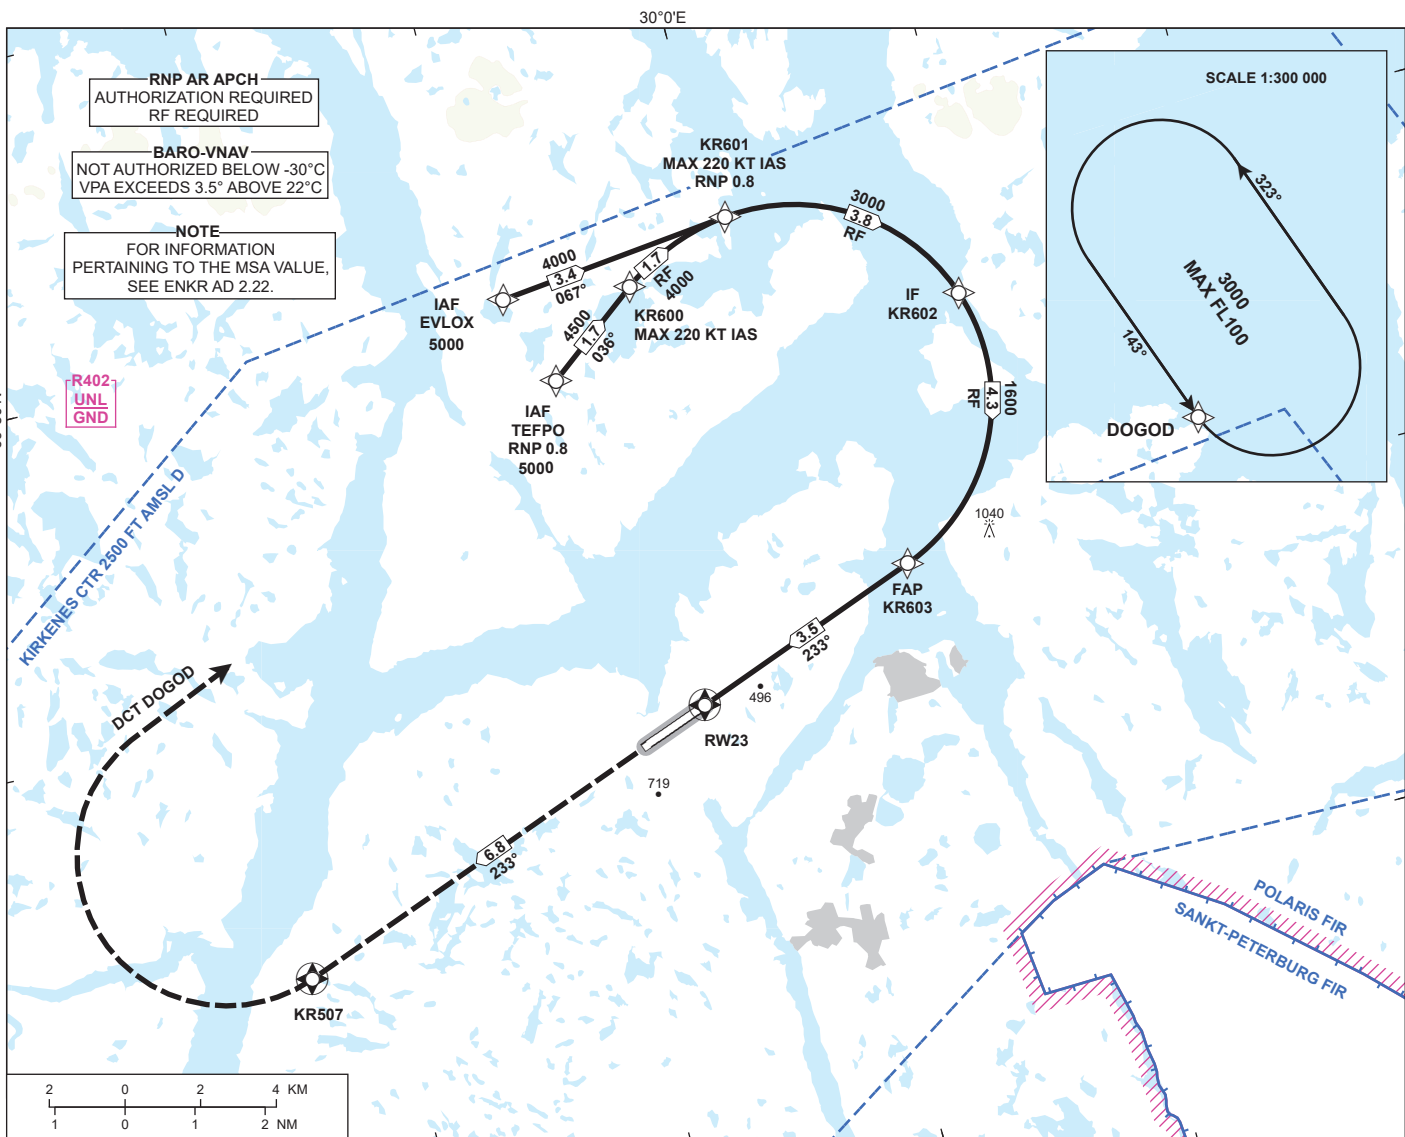 30°0'E
RNP AR APCH
AUTHORIZATION REQUIRED
RF REQUIRED
BARO-VNAV
NOT AUTHORIZED BELOW -30°C
VPA EXCEEDS 3.5° ABOVE 22°C
NOTE
FOR INFORMATION
PERTAINING TO THE MSA VALUE,
SEE ENKR AD 2.22.
R402
UNL
GND
KIRKENES CTR 2500 FT AMSL D
KR601
MAX 220 KT IAS
RNP 0.8
4000
3.4
067°
IAF
EVLOX
5000
1.7
RF
4000
KR600
MAX 220 KT IAS
4500
1.7
036°
IAF
TEFPO
RNP 0.8
5000
3000
3.8
RF
IF
KR602
1600
4.3
RF
1040
FAP
KR603
3.5
233°
496
RW23
719
6.8
233°
KR507
DCT DOGOD
SCALE 1:300 000
323°
3000
MAX FL100
143°
DOGOD
POLARIS FIR
SANKT-PETERBURG FIR
2 0 2 4 KM
1 0 1 2 NM